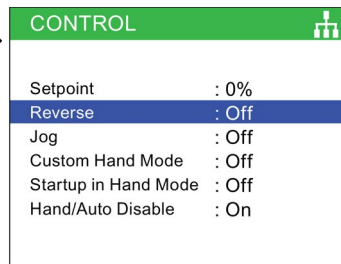 CONTROL
Setpoint : 0%
Reverse : Off
Jog : Off
Custom Hand Mode : Off
Startup in Hand Mode : Off
Hand/Auto Disable : On